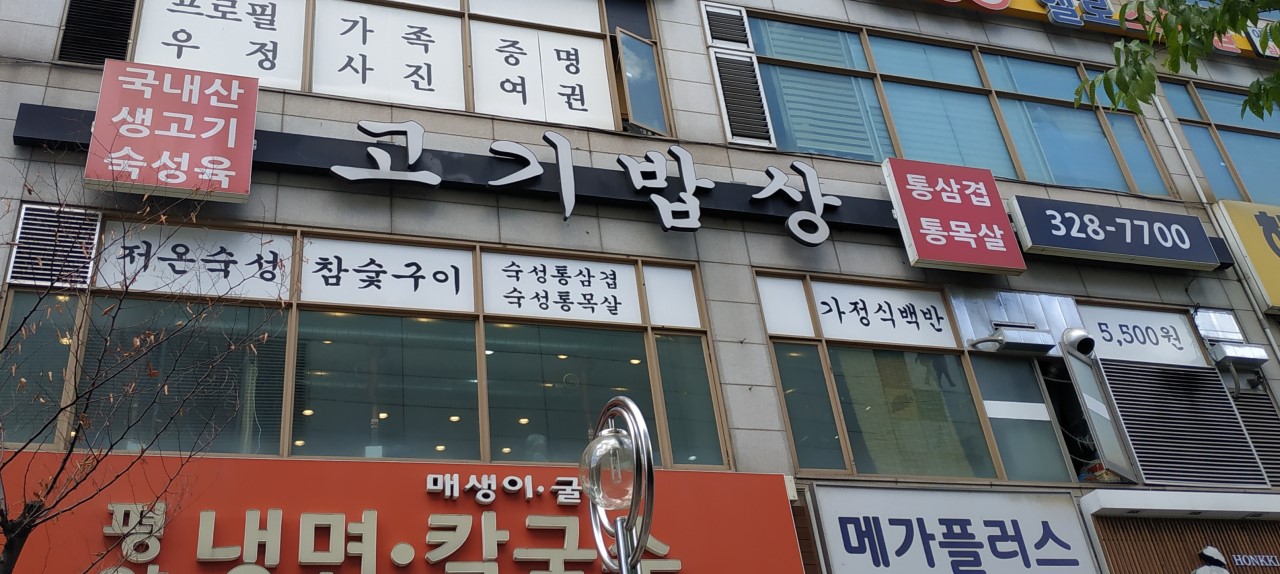 프로필
우정
가족
사진
증명
여권
국내산
생고기
숙성육
고기밥상
통삼겹
통목살
328-7700
저온숙성
참숯구이
숙성통삼겹
숙성통목살
가정식백반
5,500원
매생이·굴
평 냉면·칼국수
메가플러스